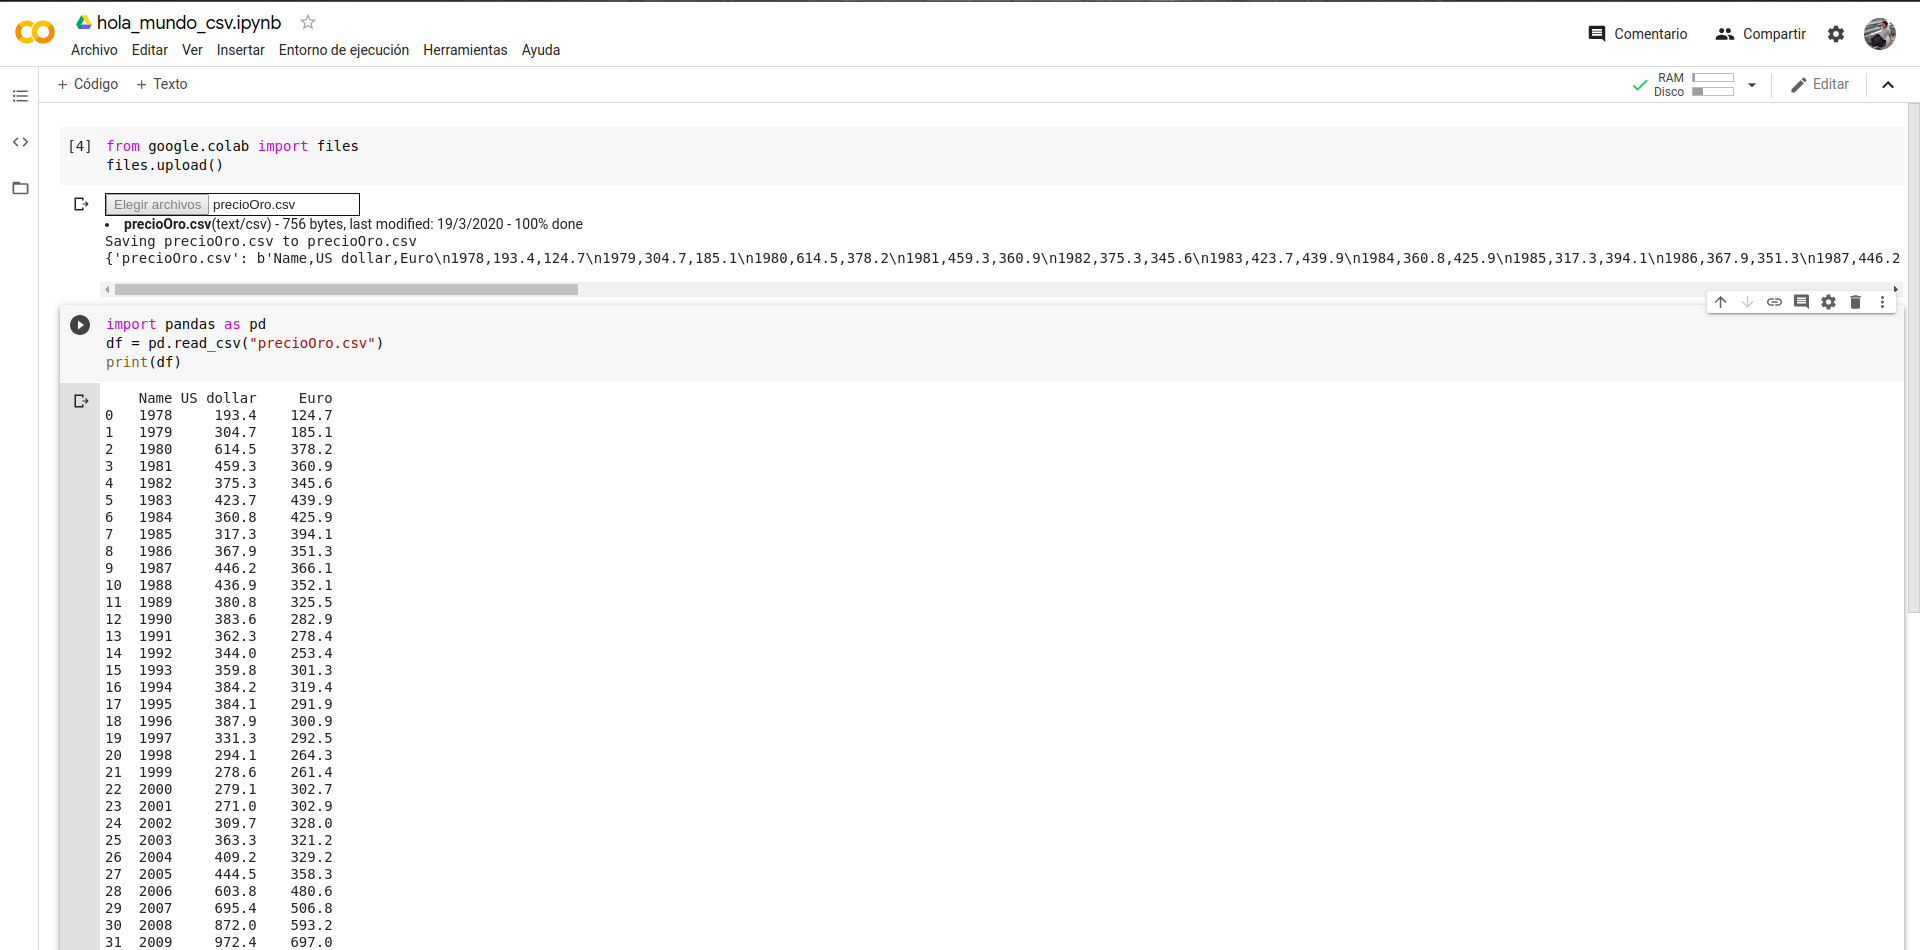 hola_mundo_csv.ipynb
Archivo Editar Ver Insertar Entorno de ejecución Herramientas Ayuda
Comentario Compartir
+ Código + Texto
RAM
Disco
Editar
[4] from google.colab import files
files.upload()
Elegir archivos precioOro.csv
• precioOro.csv(text/csv) - 756 bytes, last modified: 19/3/2020 - 100% done
Saving precioOro.csv to precioOro.csv
{'precioOro.csv': b'Name,US dollar,Euro\n1978,193.4,124.7\n1979,304.7,185.1\n1980,614.5,378.2\n1981,459.3,360.9\n1982,375.3,345.6\n1983,423.7,439.9\n1984,360.8,425.9\n1985,317.3,394.1\n1986,367.9,351.3\n1987,446.2
import pandas as pd
df = pd.read_csv("precioOro.csv")
print(df)
Name US dollar Euro
0 1978 193.4 124.7
1 1979 304.7 185.1
2 1980 614.5 378.2
3 1981 459.3 360.9
4 1982 375.3 345.6
5 1983 423.7 439.9
6 1984 360.8 425.9
7 1985 317.3 394.1
8 1986 367.9 351.3
9 1987 446.2 366.1
10 1988 436.9 352.1
11 1989 380.8 325.5
12 1990 383.6 282.9
13 1991 362.3 278.4
14 1992 344.0 253.4
15 1993 359.8 301.3
16 1994 384.2 319.4
17 1995 384.1 291.9
18 1996 387.9 300.9
19 1997 331.3 292.5
20 1998 294.1 264.3
21 1999 278.6 261.4
22 2000 279.1 302.7
23 2001 271.0 302.9
24 2002 309.7 328.0
25 2003 363.3 321.2
26 2004 409.2 329.2
27 2005 444.5 358.3
28 2006 603.8 480.6
29 2007 695.4 506.8
30 2008 872.0 593.2
31 2009 972.4 697.0